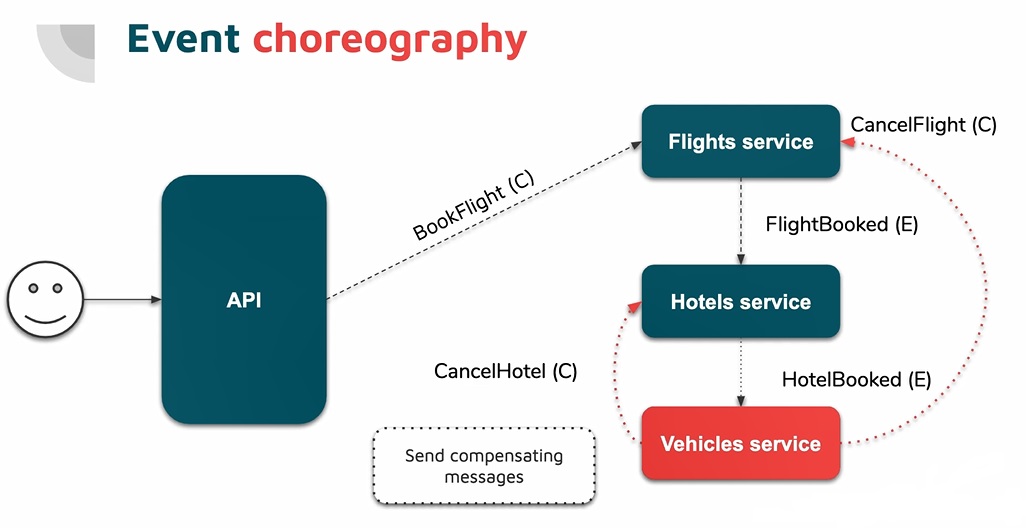 Event choreography
Flights service
CancelFlight (C)
BookFlight (C)
FlightBooked (E)
API
Hotels service
CancelHotel (C)
HotelBooked (E)
Vehicles service
Send compensating
messages